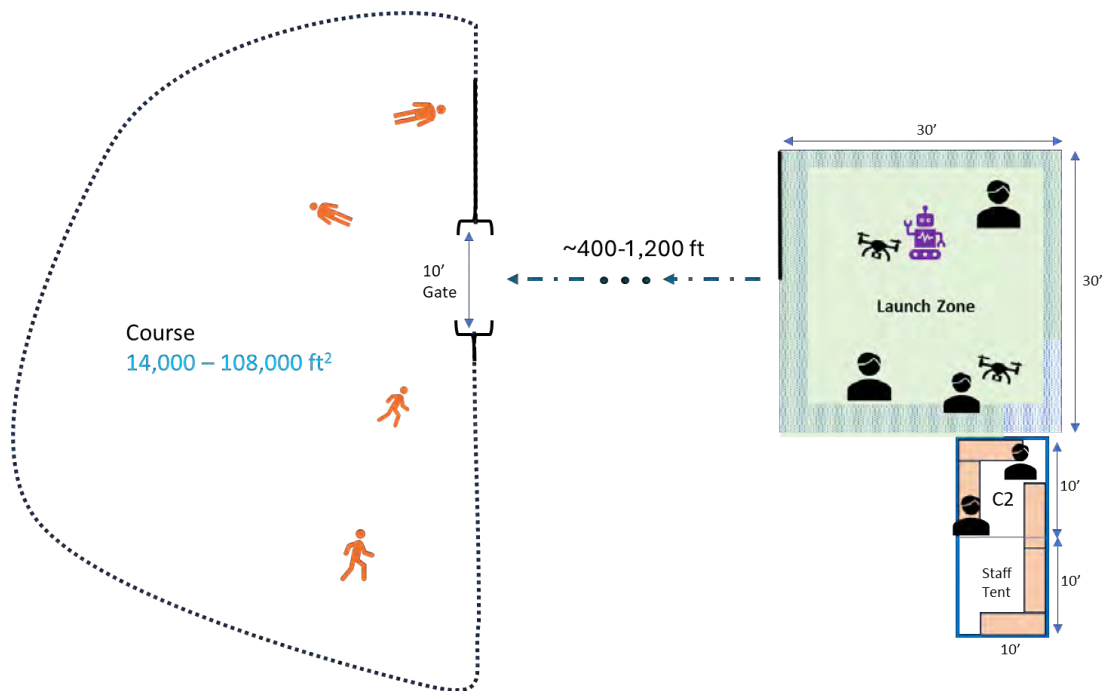 30’
~400-1,200 ft
10’
Gate
30’
Launch Zone
Course
14,000 – 108,000 ft²
C2
10’
Staff
Tent
10’
10’